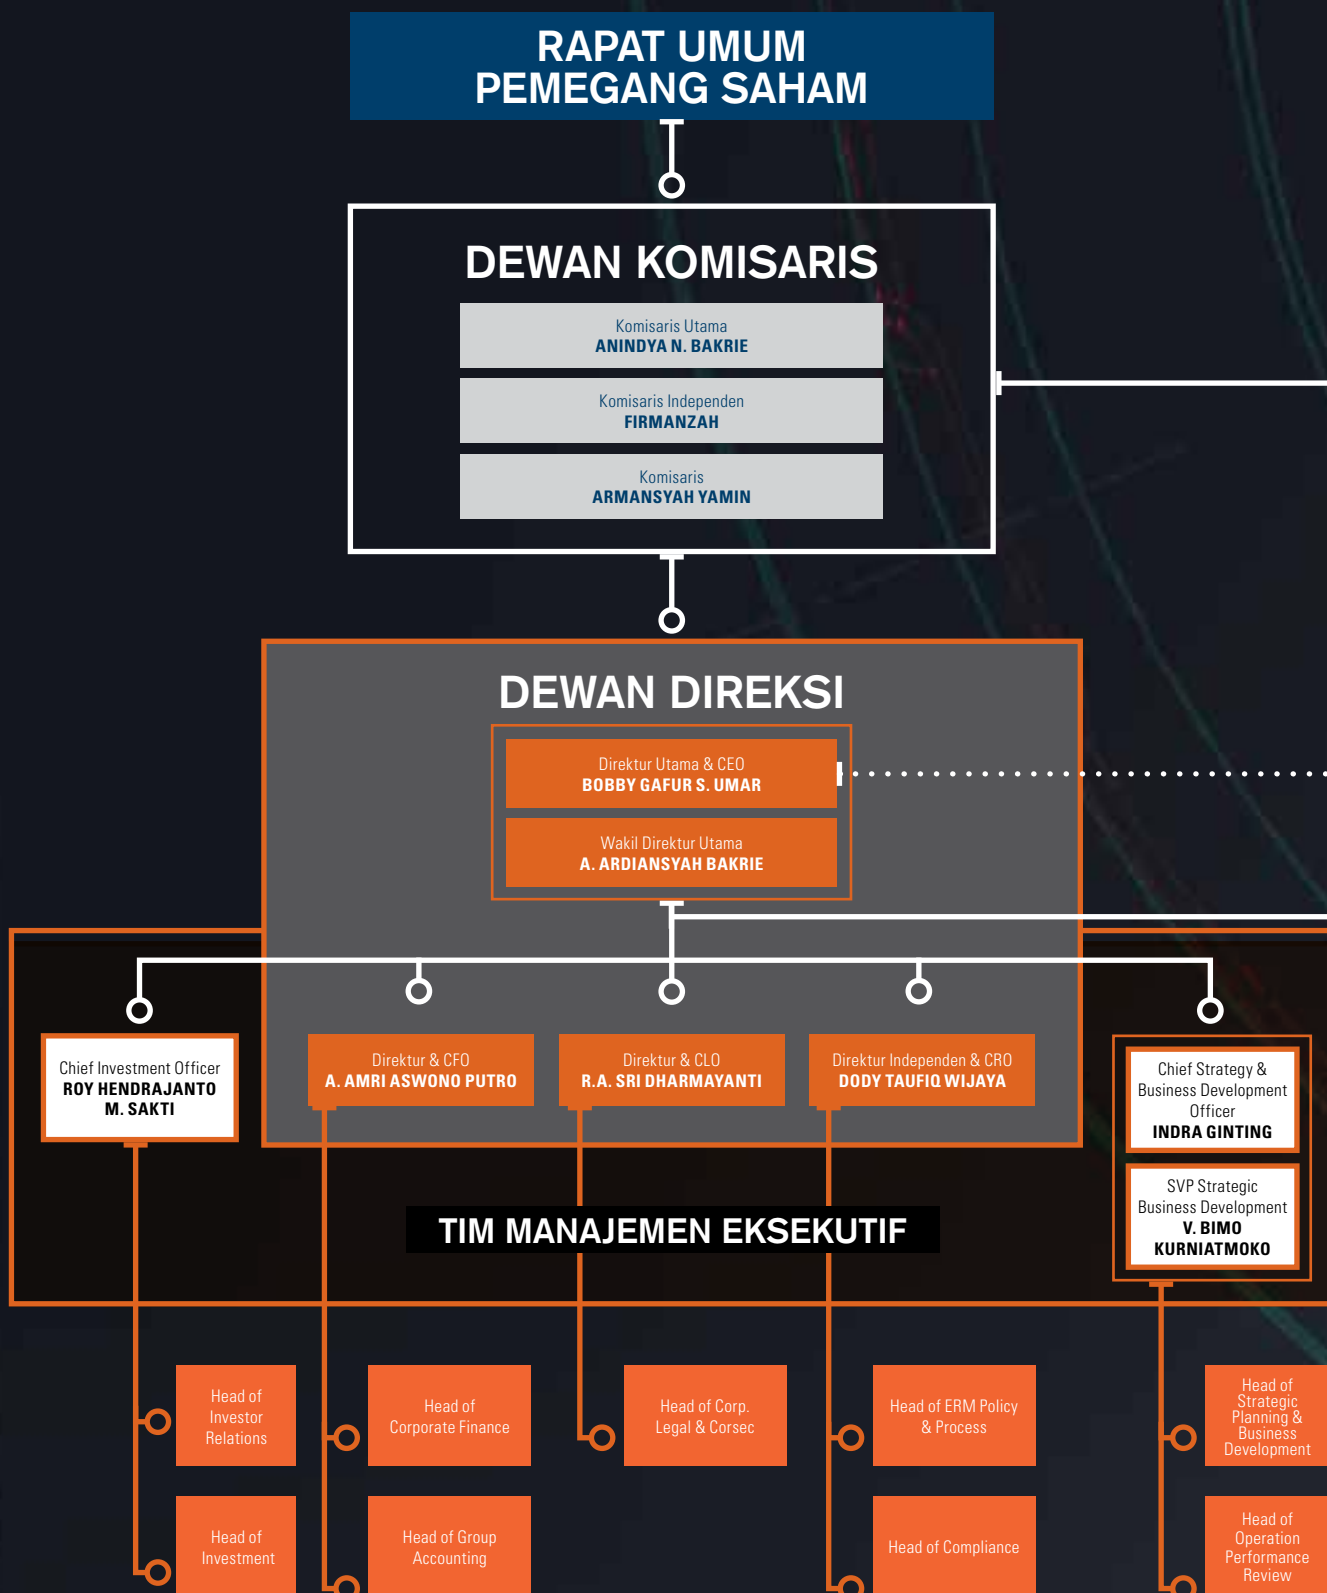 RAPAT UMUM
PEMEGANG SAHAM
DEWAN KOMISARIS
Komisaris Utama
ANINDYA N. BAKRIE
Komisaris Independen
FIRMANZAH
Komisaris
ARMANSYAH YAMIN
DEWAN DIREKSI
Direktur Utama & CEO
BOBBY GAFUR S. UMAR
Wakil Direktur Utama
A. ARDIANSYAH BAKRIE
Chief Investment Officer
ROY HENDRAJANTO
M. SAKTI
Direktur & CFO
A. AMRI ASWONO PUTRO
Direktur & CLO
R.A. SRI DHARMAYANTI
Direktur Independen & CRO
DODY TAUFIQ WIJAYA
Chief Strategy &
Business Development
Officer
INDRA GINTING
SVP Strategic
Business Development
V. BIMO
KURNIATMOKO
TIM MANAJEMEN EKSEKUTIF
Head of
Investor
Relations
Head of
Corporate Finance
Head of Corp.
Legal & Corsec
Head of ERM Policy
& Process
Head of
Strategic
Planning &
Business
Development
Head of
Investment
Head of Group
Accounting
Head of Compliance
Head of
Operation
Performance
Review